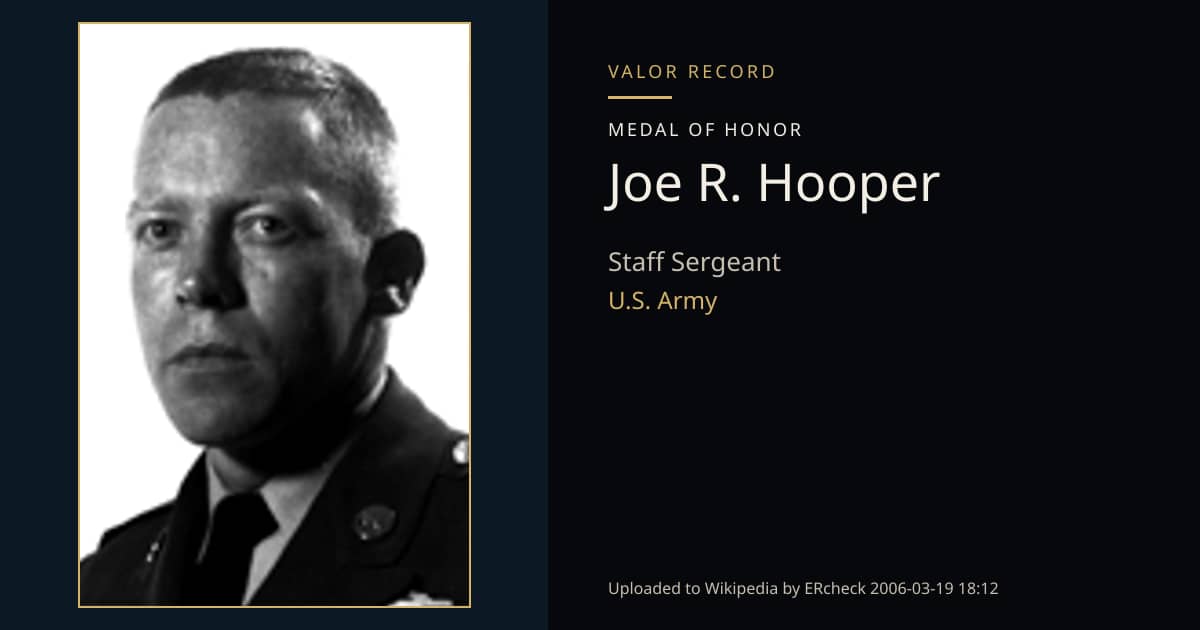 VALOR RECORD
MEDAL OF HONOR
Joe R. Hooper
Staff Sergeant
U.S. Army
Uploaded to Wikipedia by ERcheck 2006-03-19 18:12